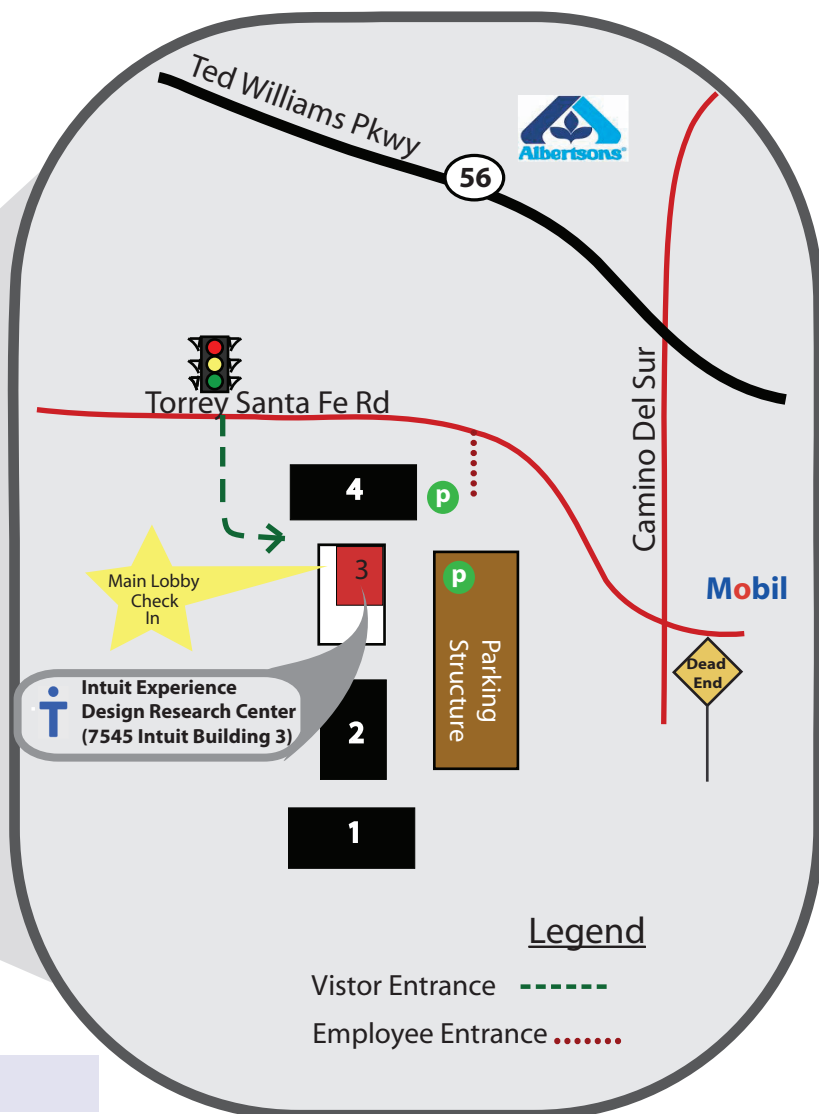 Ted Williams Pkwy
Albertsons®
56
Torrey Santa Fe Rd
Camino Del Sur
4
p
3
p
Main Lobby
Check
In
Mobil
Parking
Structure
Dead
End
Intuit Experience
Design Research Center
(7545 Intuit Building 3)
2
1
Legend
Vistor Entrance
Employee Entrance